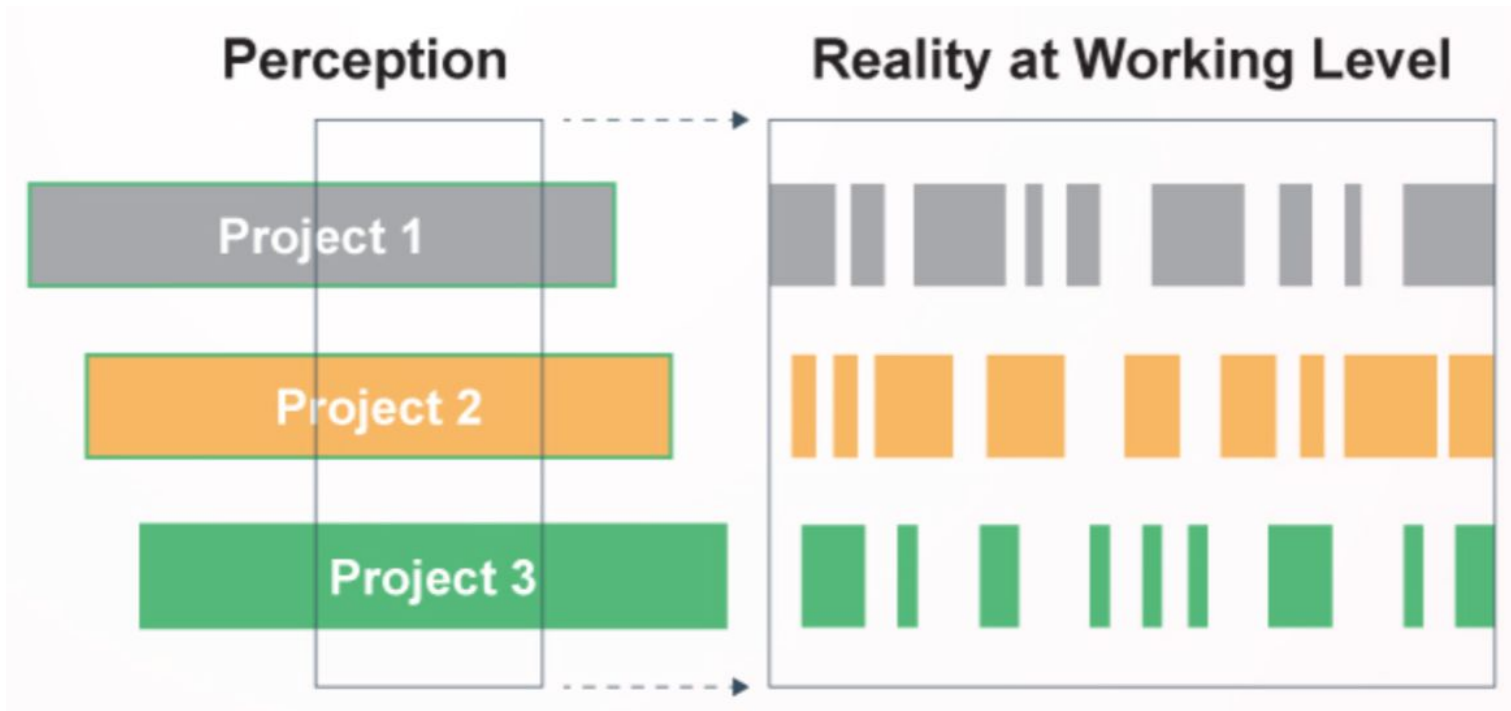 Perception
Reality at Working Level
Project 1
Project 2
Project 3